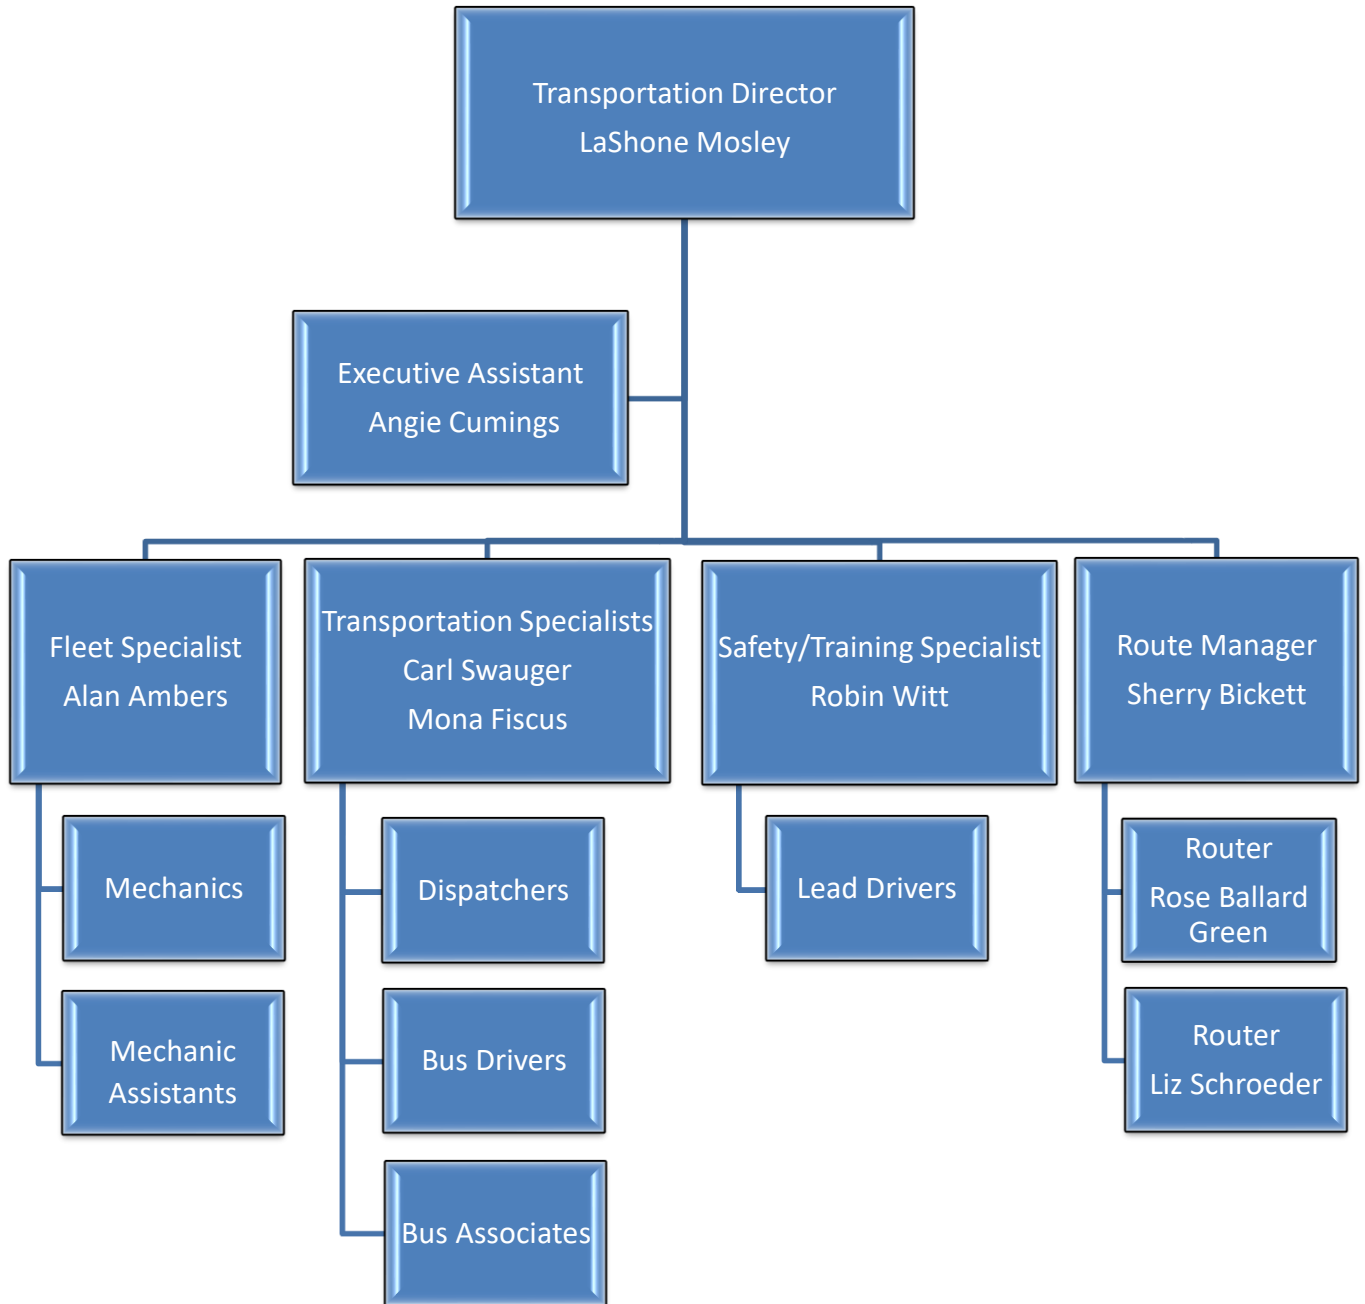 Transportation Director
LaShone Mosley
Executive Assistant
Angie Cumings
Fleet Specialist
Alan Ambers
Transportation Specialists
Carl Swauger
Mona Fiscus
Safety/Training Specialist
Robin Witt
Route Manager
Sherry Bickett
Mechanics
Mechanic
Assistants
Dispatchers
Bus Drivers
Bus Associates
Lead Drivers
Router
Rose Ballard
Green
Router
Liz Schroeder